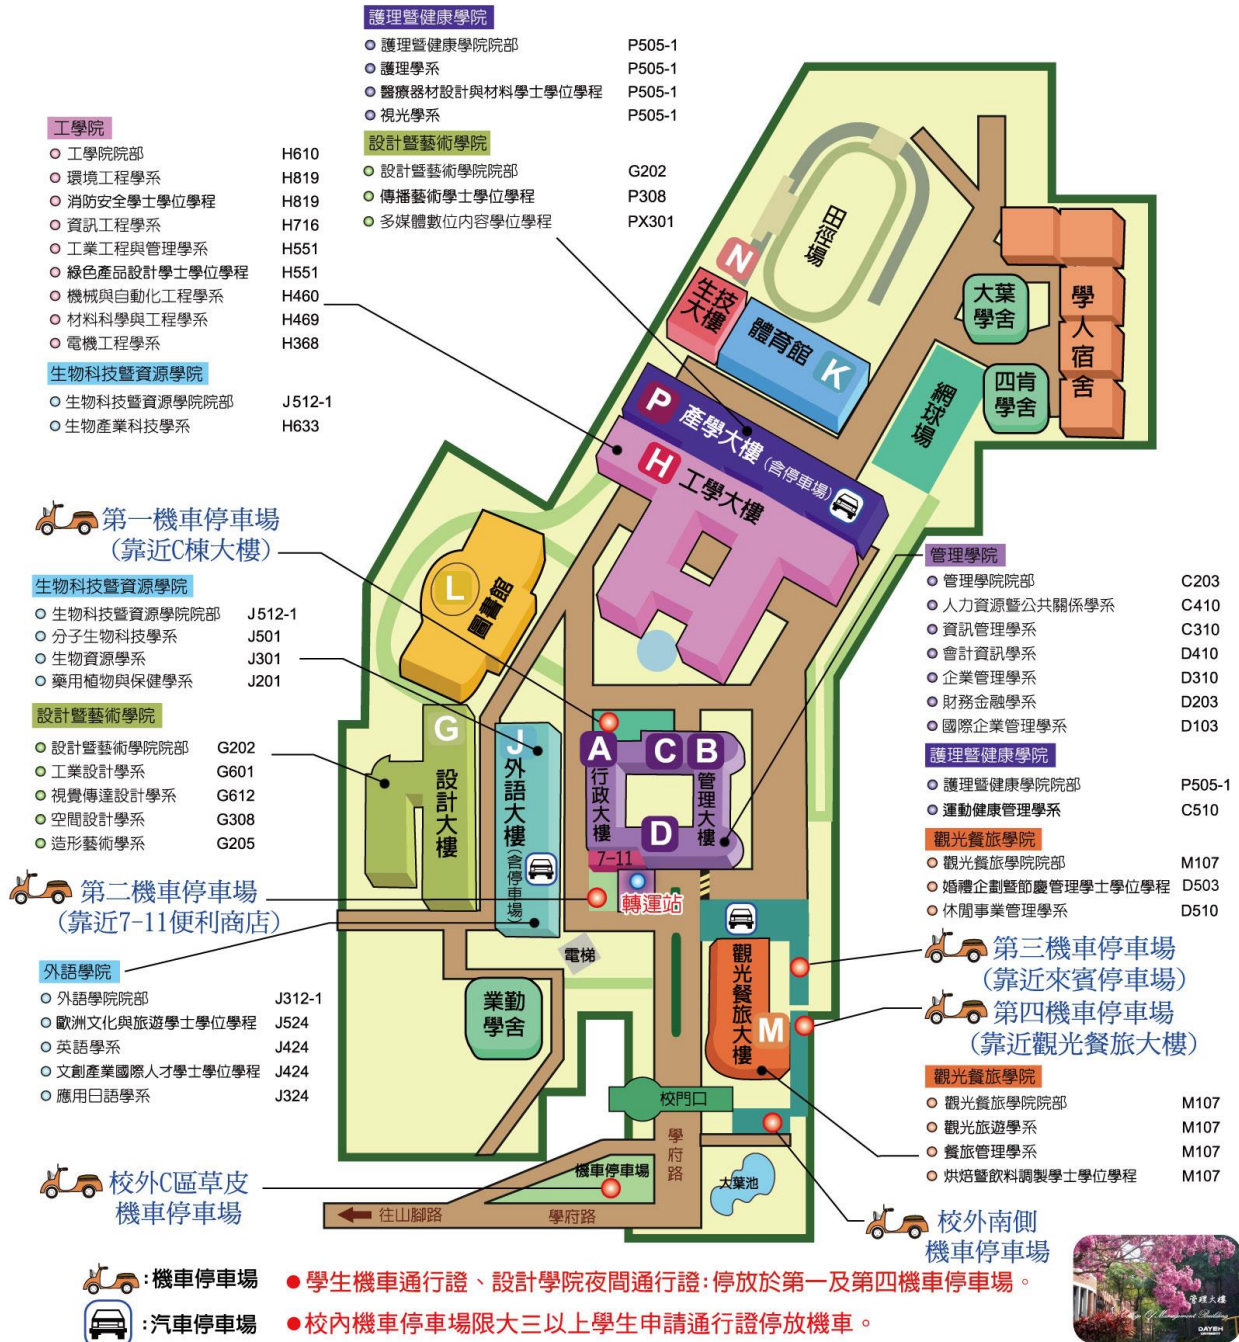 護理暨健康學院
護理暨健康學院院部 P505-1
護理學系 P505-1
醫療器材設計與材料學士學位學程 P505-1
視光學系 P505-1
設計暨藝術學院
設計暨藝術學院院部 G202
傳播藝術學士學位學程 P308
多媒體數位內容學位學程 PX301
工學院
工學院院部 H610
環境工程學系 H819
消防安全學士學位學程 H819
資訊工程學系 H716
工業工程與管理學系 H551
綠色產品設計學士學位學程 H551
機械與自動化工程學系 H460
材料科學與工程學系 H469
電機工程學系 H368
生物科技暨資源學院
生物科技暨資源學院院部 J512-1
生物產業科技學系 H633
第一機車停車場
(靠近C棟大樓)
生物科技暨資源學院
生物科技暨資源學院院部 J512-1
分子生物科技學系 J501
生物資源學系 J301
藥用植物與保健學系 J201
設計暨藝術學院
設計暨藝術學院院部 G202
工業設計學系 G601
視覺傳達設計學系 G612
空間設計學系 G308
造形藝術學系 G205
第二機車停車場
(靠近7-11便利商店)
外語學院
外語學院院部 J312-1
歐洲文化與旅遊學士學位學程 J524
英語學系 J424
文創產業國際人才學士學位學程 J424
應用日語學系 J324
校外C區草皮
機車停車場
田徑場
N
生技大樓
體育館
K
大葉學舍
學人宿舍
四肯學舍
網球場
P 產學大樓(含停車場)
H 工學大樓
L
圖書館
G
設計大樓
J
外語大樓(含停車場)
A
行政大樓
C
B
管理大樓
D
7-11
轉運站
電梯
業勤學舍
觀光餐旅大樓
M
校門口
學府路
機車停車場
大葉池
往山腳路
學府路
管理學院
管理學院院部 C203
人力資源暨公共關係學系 C410
資訊管理學系 C310
會計資訊學系 D410
企業管理學系 D310
財務金融學系 D203
國際企業管理學系 D103
護理暨健康學院
護理暨健康學院院部 P505-1
運動健康管理學系 C510
觀光餐旅學院
觀光餐旅學院院部 M107
婚禮企劃暨節慶管理學士學位學程 D503
休閒事業管理學系 D510
第三機車停車場
(靠近來賓停車場)
第四機車停車場
(靠近觀光餐旅大樓)
觀光餐旅學院
觀光餐旅學院院部 M107
觀光旅遊學系 M107
餐旅管理學系 M107
烘焙暨飲料調製學士學位學程 M107
校外南側
機車停車場
:機車停車場
●學生機車通行證、設計學院夜間通行證:停放於第一及第四機車停車場。
:汽車停車場
●校內機車停車場限大三以上學生申請通行證停放機車。
管理大樓
Management Building
DAYEH